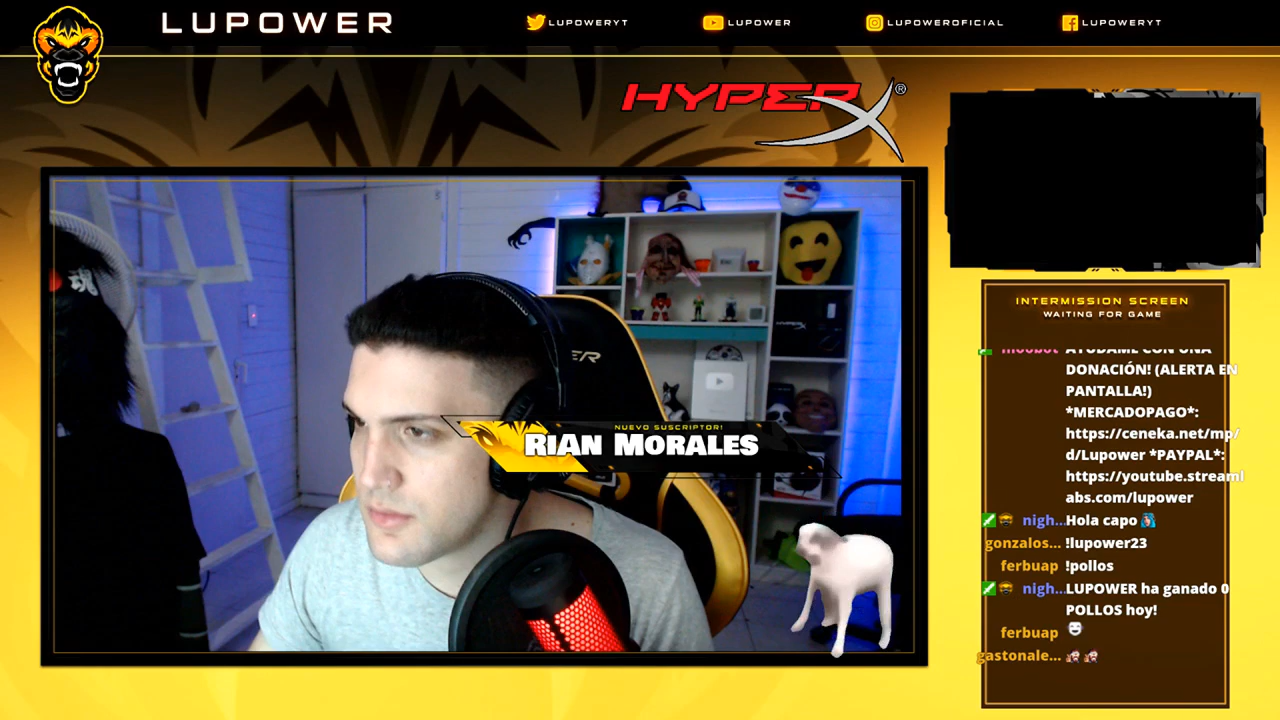 LUPOWER
LUPOWERYT
LUPOWER
LUPOWEROFICIAL
LUPOWERYT
HYPERX®
HYPERX
NUEVO SUSCRIPTOR!
RIAN MORALES
INTERMISSION SCREEN
WAITING FOR GAME
moobot AYUDAME CON UNA
DONACIÓN! (ALERTA EN
PANTALLA!)
*MERCADOPAGO*:
https://ceneka.net/mp/
d/Lupower *PAYPAL*:
https://youtube.streaml
abs.com/lupower
nigh... Hola capo
gonzalos... !lupower23
ferbuap !pollos
nigh... LUPOWER ha ganado 0
POLLOS hoy!
ferbuap
gastonale...